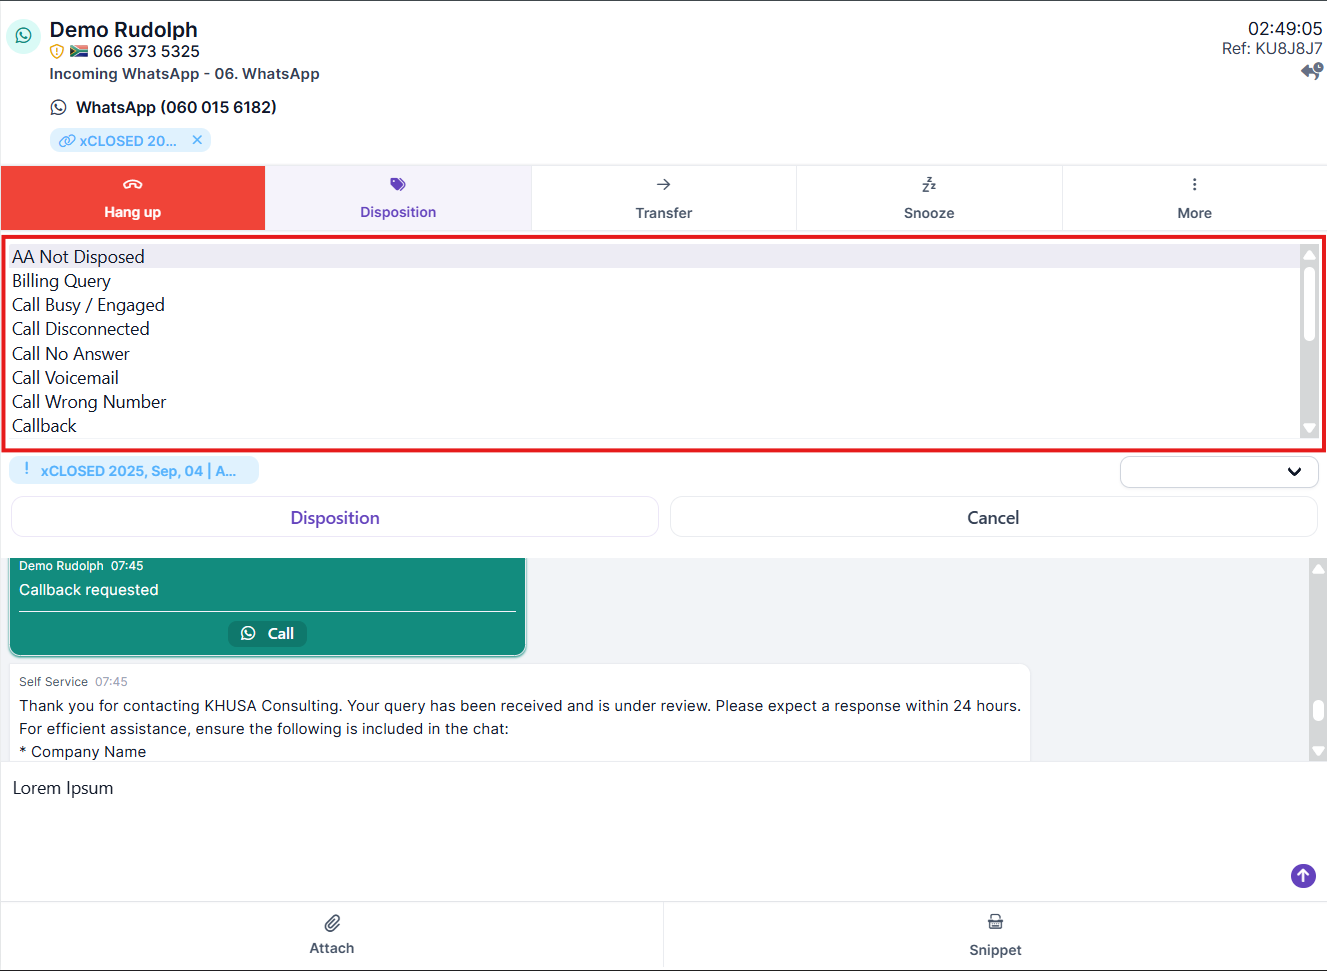 Demo Rudolph
066 373 5325
Incoming WhatsApp - 06. WhatsApp
02:49:05
Ref: KU8J8J7
WhatsApp (060 015 6182)
xCLOSED 20...
Hang up
Disposition
Transfer
Snooze
More
AA Not Disposed
Billing Query
Call Busy / Engaged
Call Disconnected
Call No Answer
Call Voicemail
Call Wrong Number
Callback
xCLOSED 2025, Sep, 04 | A...
Disposition
Cancel
Demo Rudolph 07:45
Callback requested
Call
Self Service 07:45
Thank you for contacting KHUSA Consulting. Your query has been received and is under review. Please expect a response within 24 hours.
For efficient assistance, ensure the following is included in the chat:
* Company Name
Lorem Ipsum
Attach
Snippet